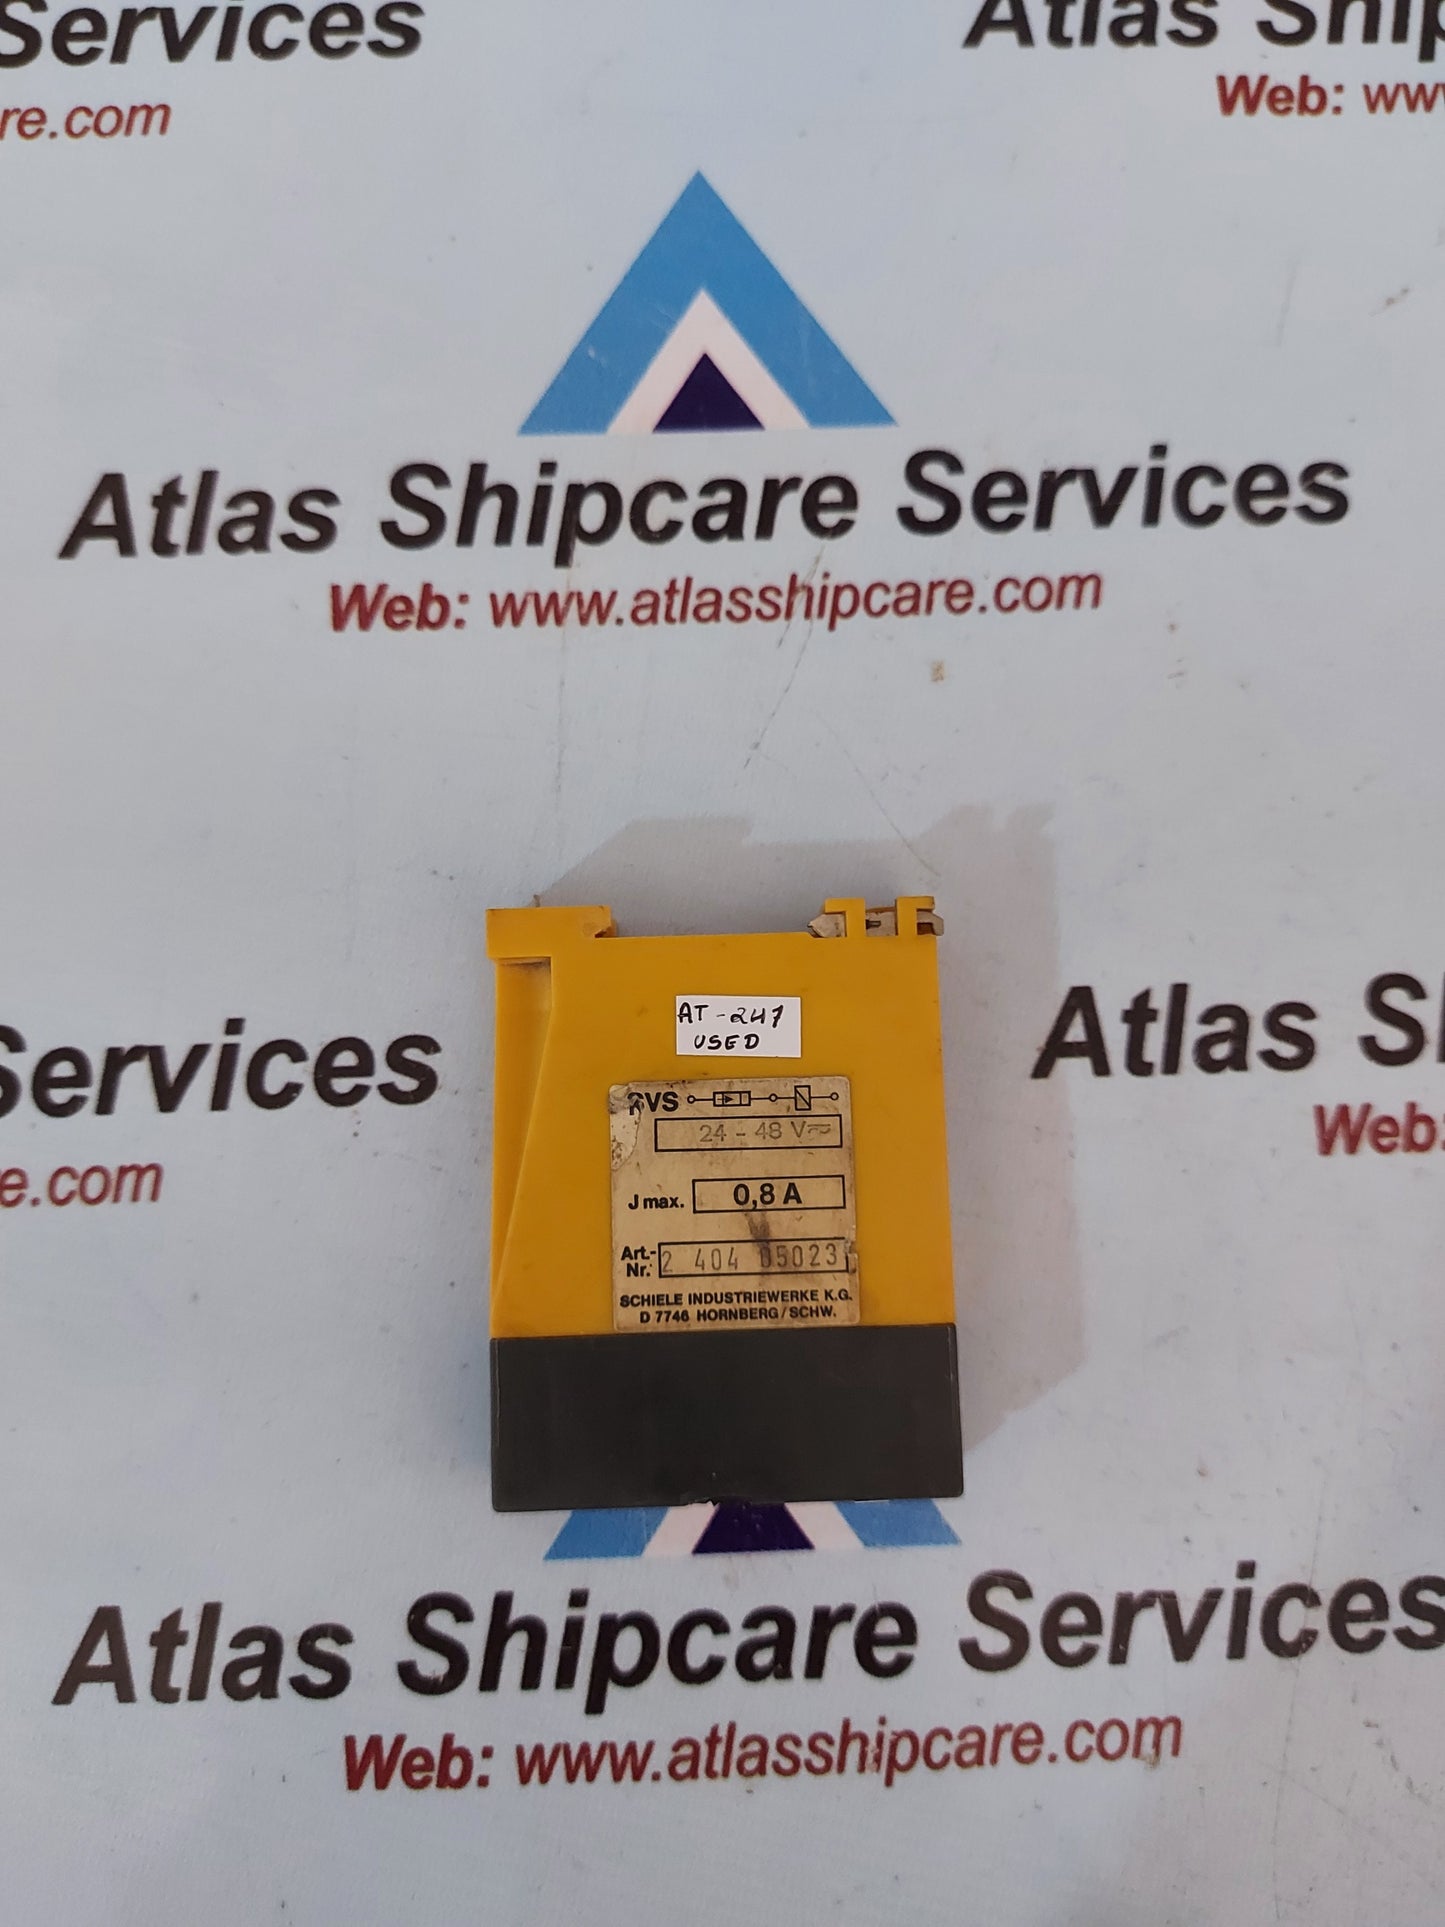 Services
re.com
Atlas Ship
Web: ww
Atlas Shipcare Services
Web: www.atlasshipcare.com
AT-247
USED
SVS
24 - 48 V
J max. 0,8 A
Art.-
Nr. 2 404 05023
SCHIELE INDUSTRIEWERKE K.G.
D 7746 HORNBERG/SCHW.
Services
e.com
Atlas S
Web:
Atlas Shipcare Services
Web: www.atlasshipcare.com